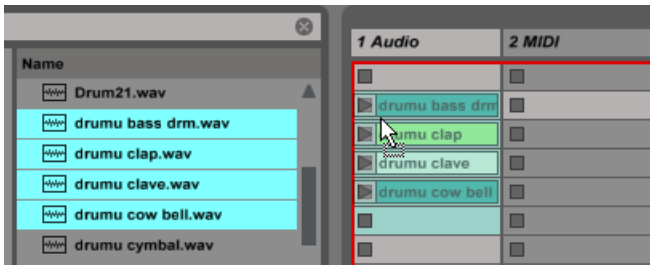 Name
Drum21.wav
drumu bass drm.wav
drumu clap.wav
drumu clave.wav
drumu cow bell.wav
drumu cymbal.wav
1 Audio
2 MIDI
drumu bass drm
umu clap
drumu clave
drumu cow bell